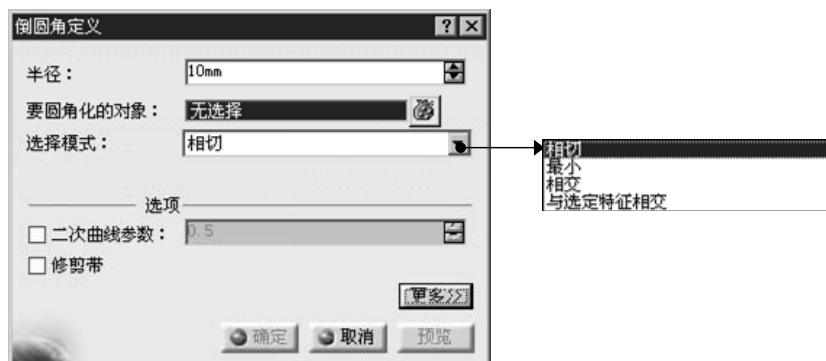 倒圆角定义
半径：
10mm
要圆角化的对象：
无选择
选择模式：
相切
相切
最小
相交
与选定特征相交
选项
二次曲线参数：
0.5
修剪带
更多>>
确定
取消
预览